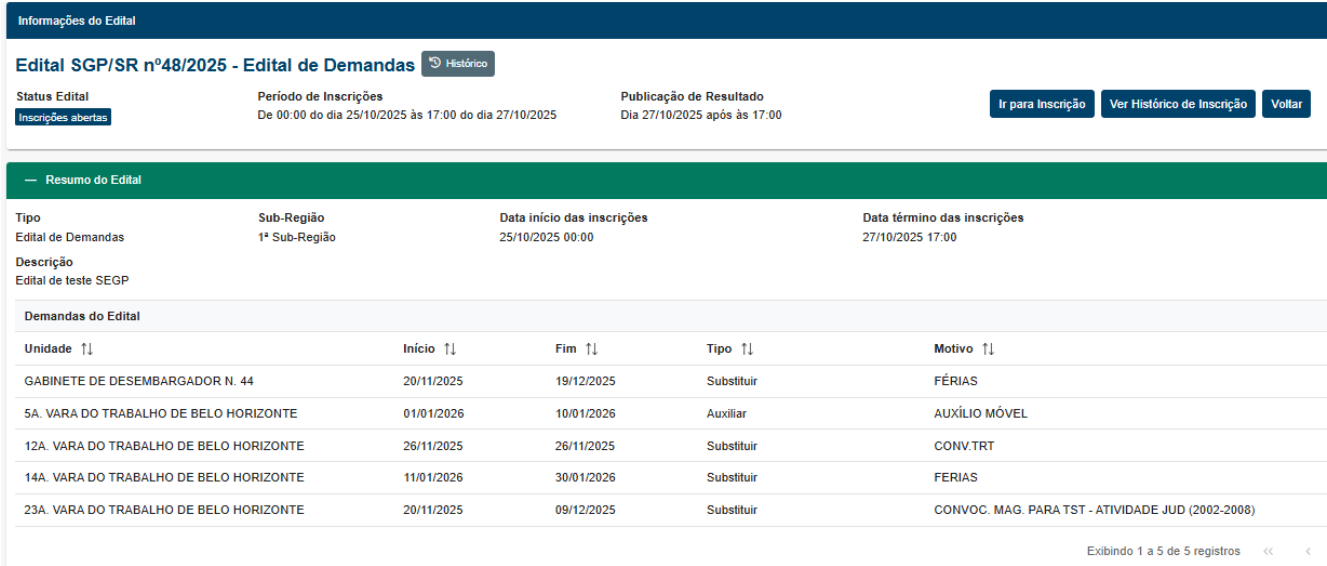 Informações do Edital
Edital SGP/SR nº48/2025 - Edital de Demandas Histórico
Status Edital Período de Inscrições Publicação de Resultado
Inscrições abertas De 00:00 do dia 25/10/2025 às 17:00 do dia 27/10/2025 Dia 27/10/2025 após às 17:00 Ir para Inscrição Ver Histórico de Inscrição Voltar
— Resumo do Edital
Tipo Sub-Região Data início das inscrições Data término das inscrições
Edital de Demandas 1ª Sub-Região 25/10/2025 00:00 27/10/2025 17:00
Descrição
Edital de teste SEGP
Demandas do Edital
Unidade Início Fim Tipo Motivo
GABINETE DE DESEMBARGADOR N. 44 20/11/2025 19/12/2025 Substituir FÉRIAS
5A. VARA DO TRABALHO DE BELO HORIZONTE 01/01/2026 10/01/2026 Auxiliar AUXÍLIO MÓVEL
12A. VARA DO TRABALHO DE BELO HORIZONTE 26/11/2025 26/11/2025 Substituir CONV.TRT
14A. VARA DO TRABALHO DE BELO HORIZONTE 11/01/2026 30/01/2026 Substituir FERIAS
23A. VARA DO TRABALHO DE BELO HORIZONTE 20/11/2025 09/12/2025 Substituir CONVOC. MAG. PARA TST - ATIVIDADE JUD (2002-2008)
Exibindo 1 a 5 de 5 registros